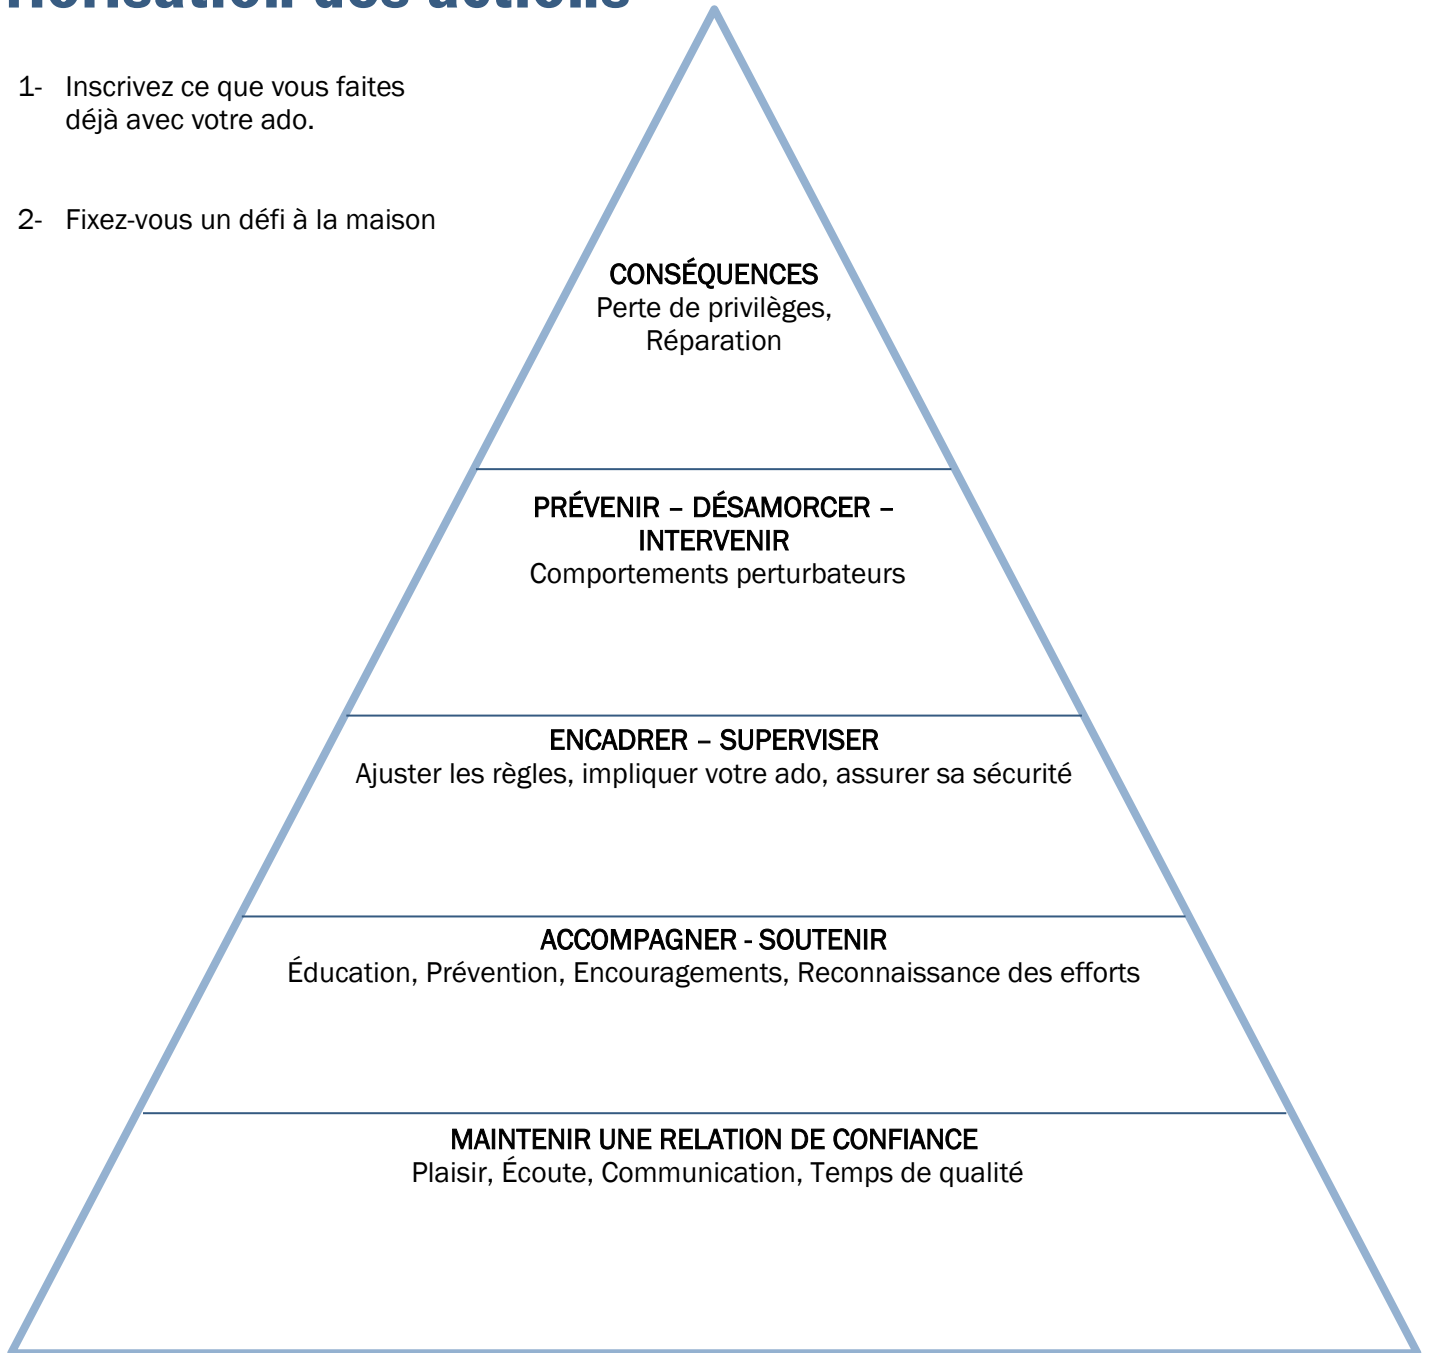 des actions
1- Inscrivez ce que vous faites
déjà avec votre ado.
2- Fixez-vous un défi à la maison
CONSÉQUENCES
Perte de privilèges,
Réparation
PRÉVENIR – DÉSAMORCER –
INTERVENIR
Comportements perturbateurs
ENCADRER – SUPERVISER
Ajuster les règles, impliquer votre ado, assurer sa sécurité
ACCOMPAGNER - SOUTENIR
Éducation, Prévention, Encouragements, Reconnaissance des efforts
MAINTENIR UNE RELATION DE CONFIANCE
Plaisir, Écoute, Communication, Temps de qualité